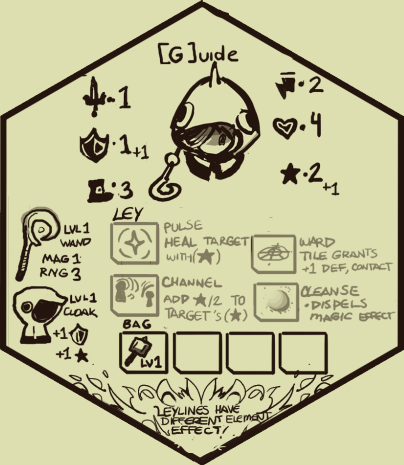 [G]uide
·1
·2
·1+1
·4
:3
·2+1
LEY
LVL1
WAND
MAG 1
RNG 3
PULSE
HEAL TARGET
WITH(★)
WARD
TILE GRANTS
+1 DEF, CONTACT
LVL1
CLOAK
+1
+1 ★
CHANNEL
ADD ★/2 TO
TARGET'S (★)
CLEANSE
·DISPELS
MAGIC EFFECT
BAG
LV1
LEYLINES HAVE
DIFFERENT ELEMENT
EFFECT!